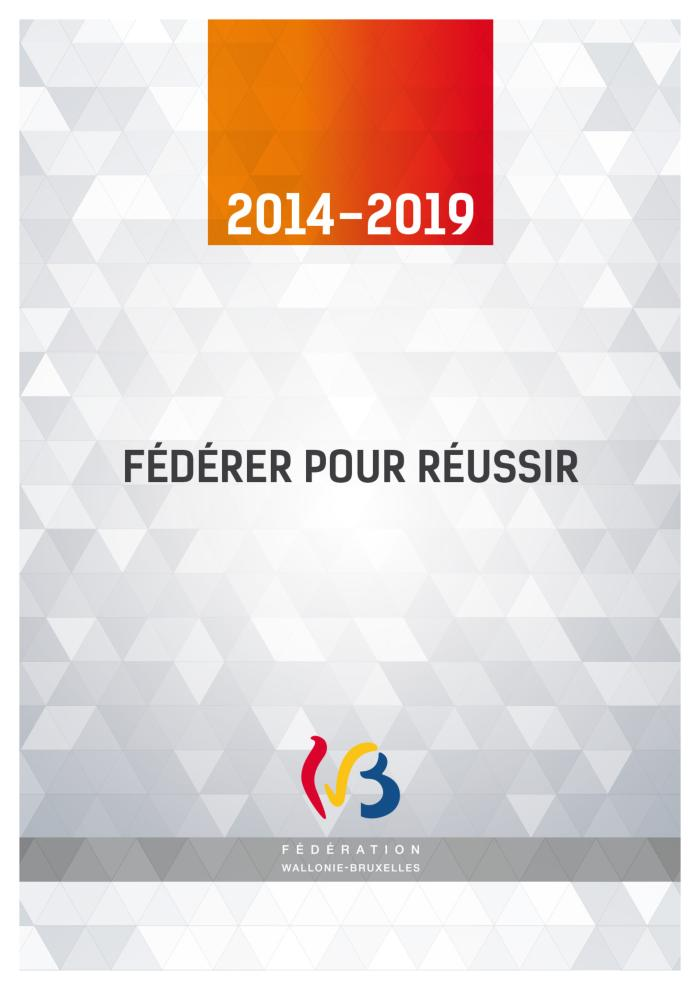 2014–2019
FÉDÉRER POUR RÉUSSIR
FÉDÉRATION
WALLONIE-BRUXELLES